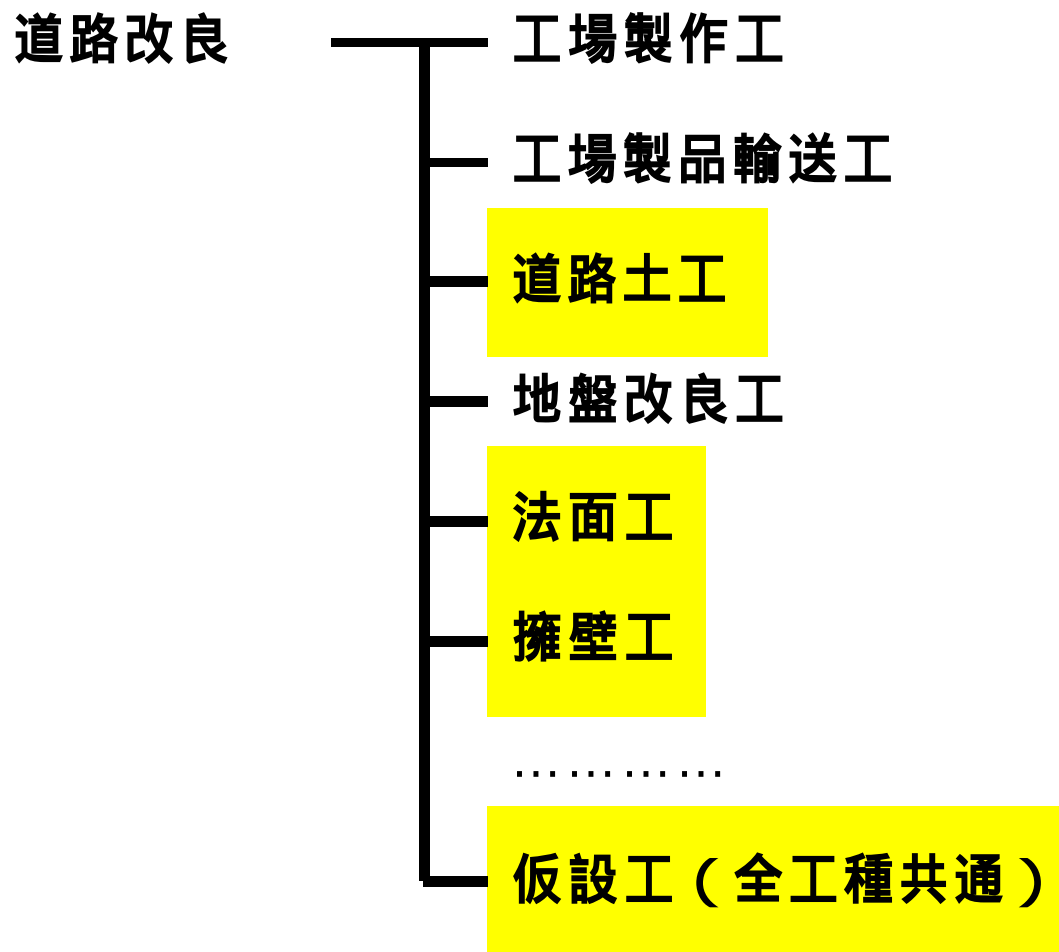 道路改良
工場製作工
工場製品輸送工
道路土工
地盤改良工
法面工
擁壁工
…………
仮設工（全工種共通）